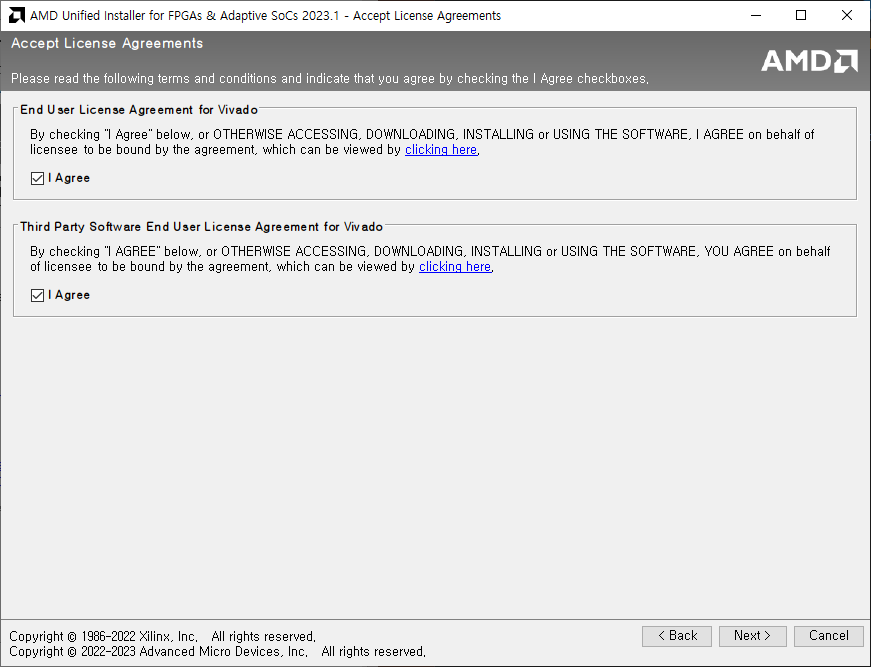 AMD Unified Installer for FPGAs & Adaptive SoCs 2023.1 - Accept License Agreements
Accept License Agreements
AMD
Please read the following terms and conditions and indicate that you agree by checking the I Agree checkboxes.
End User License Agreement for Vivado
By checking "I Agree" below, or OTHERWISE ACCESSING, DOWNLOADING, INSTALLING or USING THE SOFTWARE, I AGREE on behalf of
licensee to be bound by the agreement, which can be viewed by clicking here.
I Agree
Third Party Software End User License Agreement for Vivado
By checking "I AGREE" below, or OTHERWISE ACCESSING, DOWNLOADING, INSTALLING or USING THE SOFTWARE, YOU AGREE on behalf
of licensee to be bound by the agreement, which can be viewed by clicking here.
I Agree
Copyright © 1986-2022 Xilinx, Inc. All rights reserved.
Copyright © 2022-2023 Advanced Micro Devices, Inc. All rights reserved.
< Back
Next >
Cancel